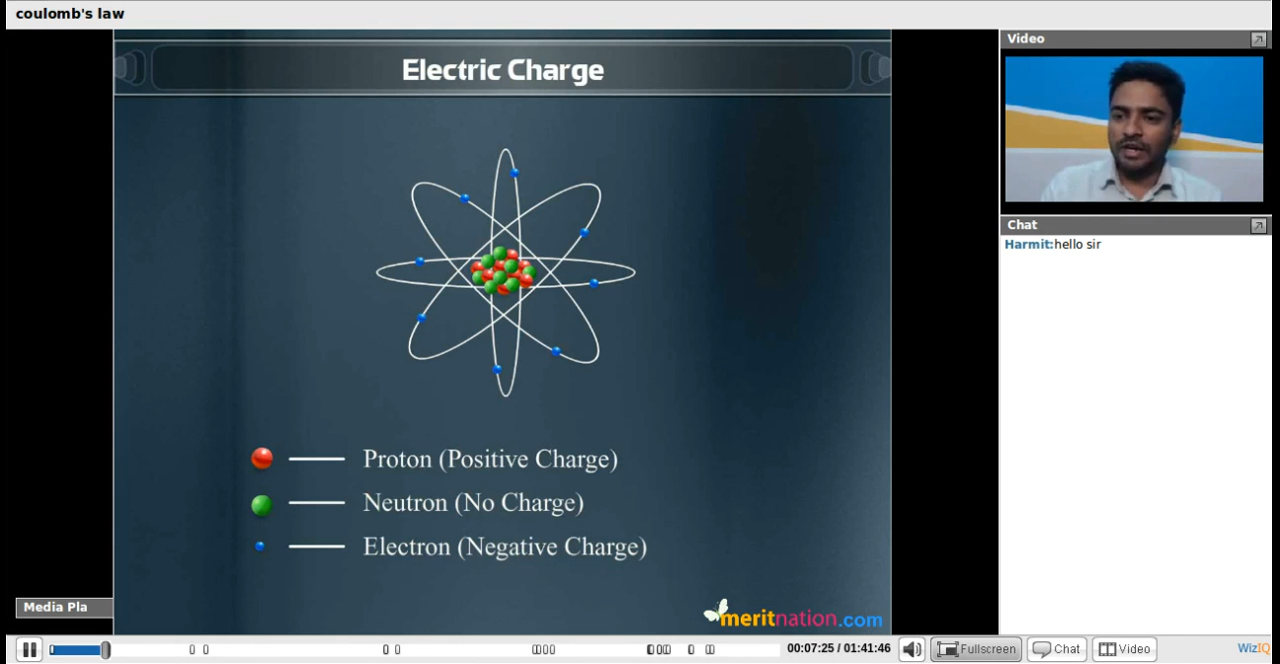 coulomb's law
Electric Charge
Proton (Positive Charge)
Neutron (No Charge)
Electron (Negative Charge)
meritnation.com
Media Pla
Video
Chat
Harmit:hello sir
00:07:25 / 01:41:46
Fullscreen
Chat
Video
WizIQ